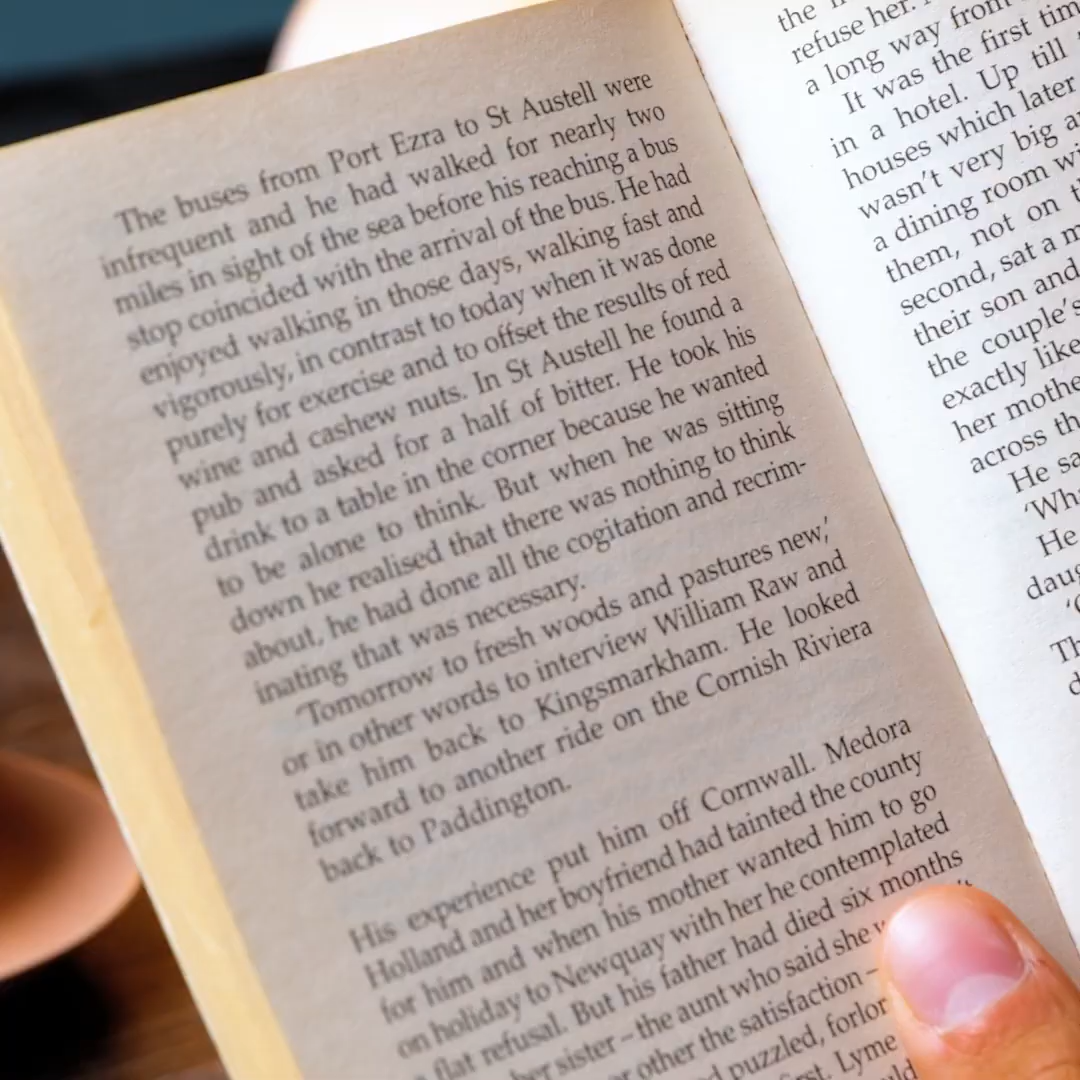 The buses from Port Ezra to St Austell were
infrequent and he had walked for nearly two
miles in sight of the sea before his reaching a bus
stop coincided with the arrival of the bus. He had
enjoyed walking in those days, walking fast and
vigorously, in contrast to today when it was done
purely for exercise and to offset the results of red
wine and cashew nuts. In St Austell he found a
pub and asked for a half of bitter. He took his
drink to a table in the corner because he wanted
to be alone to think. But when he was sitting
down he realised that there was nothing to think
about, he had done all the cogitation and recrim-
inating that was necessary.
'Tomorrow to fresh woods and pastures new,'
or in other words to interview William Raw and
take him back to Kingsmarkham. He looked
forward to another ride on the Cornish Riviera
back to Paddington.
His experience put him off Cornwall. Medora
Holland and her boyfriend had tainted the county
for him and when his mother wanted him to go
on holiday to Newquay with her he contemplated
flat refusal. But his father had died six months
her sister – the aunt who said she
other the satisfaction –
puzzled, forlor
Lyme
the
refuse her.
a long way from
It was the first tim
in a hotel. Up till
houses which later
wasn't very big a
a dining room wi
them, not on t
second, sat a m
their son and
the couple's
exactly like
her mothe
across th
He sa
'Wha
He
daug
Th